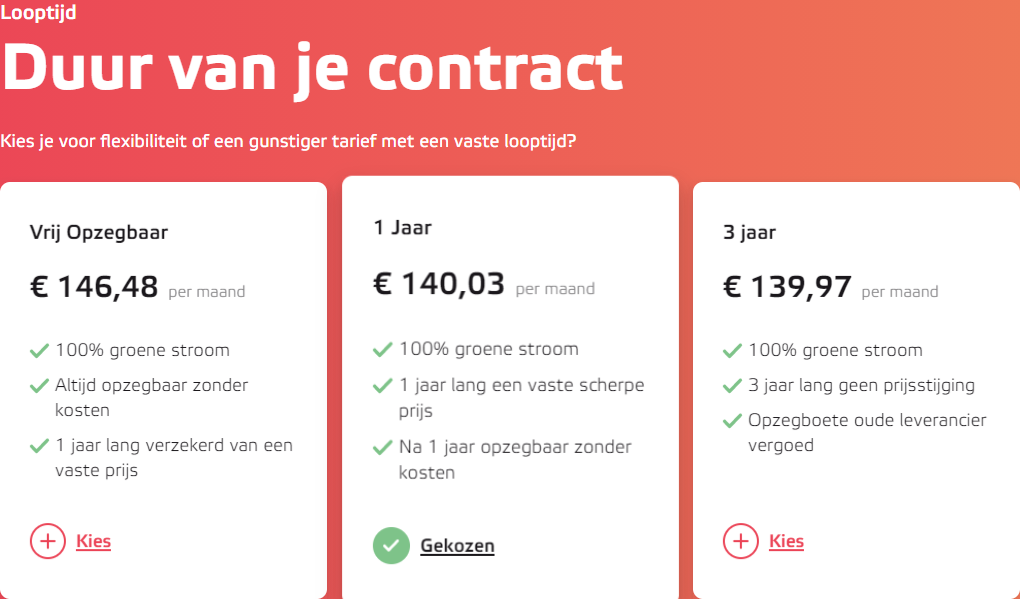 Looptijd
Duur van je contract
Kies je voor flexibiliteit of een gunstiger tarief met een vaste looptijd?
Vrij Opzegbaar
€ 146,48 per maand
100% groene stroom
Altijd opzegbaar zonder
kosten
1 jaar lang verzekerd van een
vaste prijs
Kies
1 Jaar
€ 140,03 per maand
100% groene stroom
1 jaar lang een vaste scherpe
prijs
Na 1 jaar opzegbaar zonder
kosten
Gekozen
3 jaar
€ 139,97 per maand
100% groene stroom
3 jaar lang geen prijsstijging
Opzegboete oude leverancier
vergoed
Kies